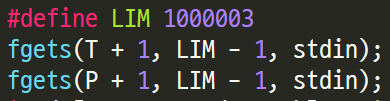 #define LIM 1000003
fgets(T + 1, LIM - 1, stdin);
fgets(P + 1, LIM - 1, stdin);